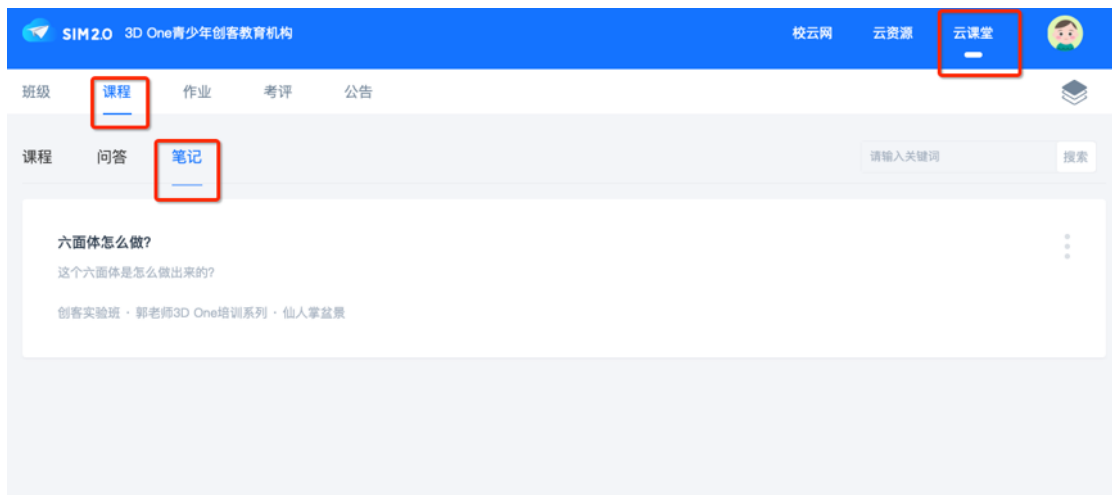 SIM2.0 3D One青少年创客教育机构 校云网 云资源 云课堂
班级 课程 作业 考评 公告
课程 问答 笔记 请输入关键词 搜索
六面体怎么做?
这个六面体是怎么做出来的?
创客实验班 · 郭老师3D One培训系列 · 仙人掌盆景